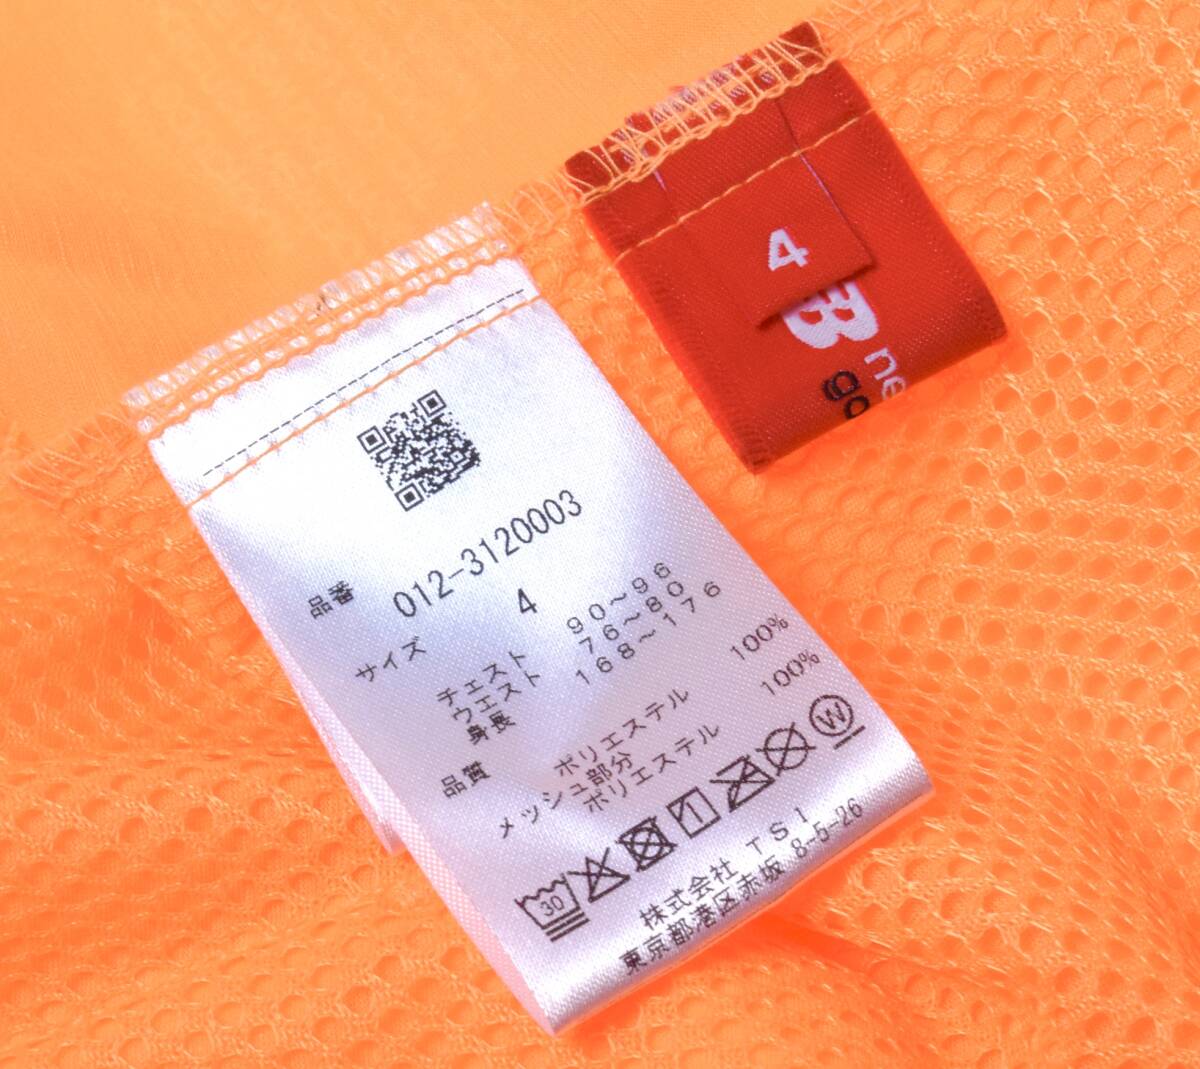 4
B
ne
go
品番 012-3120003
サイズ 4
チェスト 90~96
ウエスト 76~80
身長 168~176
品質 ポリエステル 100%
メッシュ部分
ポリエステル 100%
30 W
株式会社 TSI
東京都港区赤坂 8-5-26